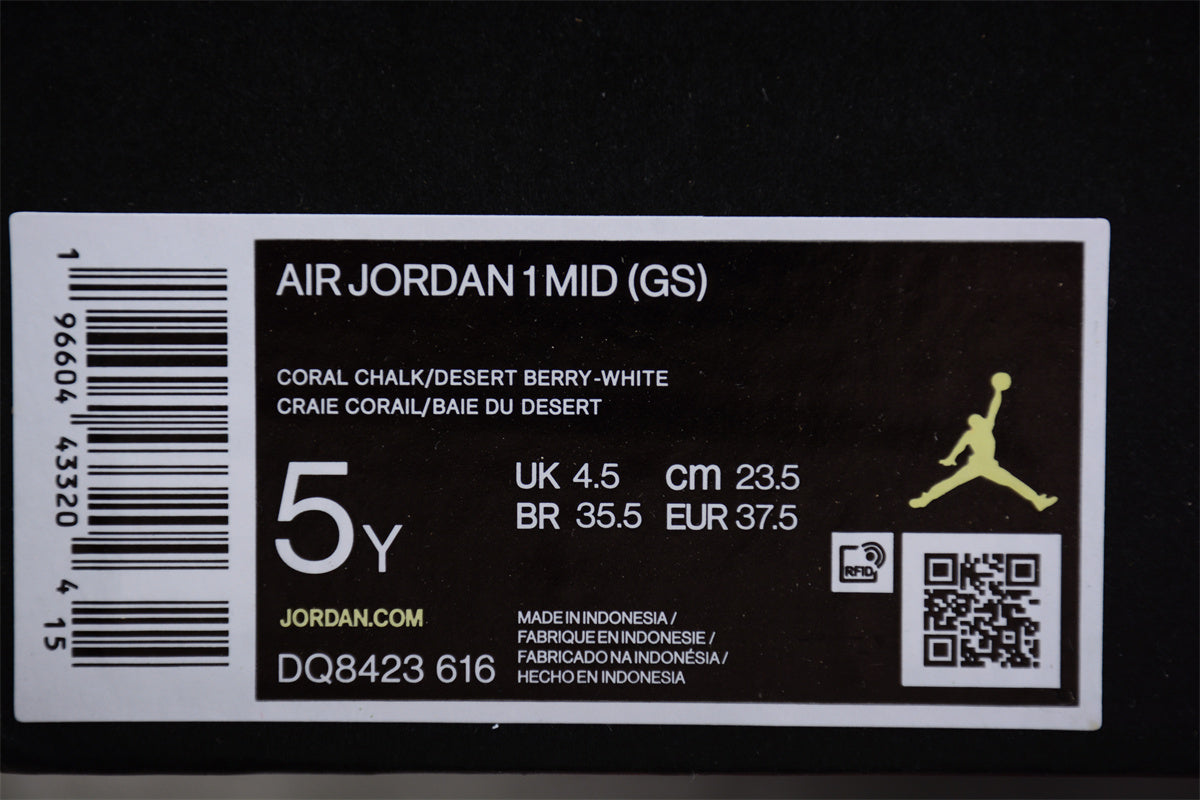 1 96604 43320 4 15
AIR JORDAN 1 MID (GS)
CORAL CHALK/DESERT BERRY-WHITE
CRAIE CORAIL/BAIE DU DESERT
5Y
UK 4.5 cm 23.5
BR 35.5 EUR 37.5
RFID
JORDAN.COM
DQ8423 616
MADE IN INDONESIA /
FABRIQUE EN INDONESIE /
FABRICADO NA INDONÉSIA /
HECHO EN INDONESIA